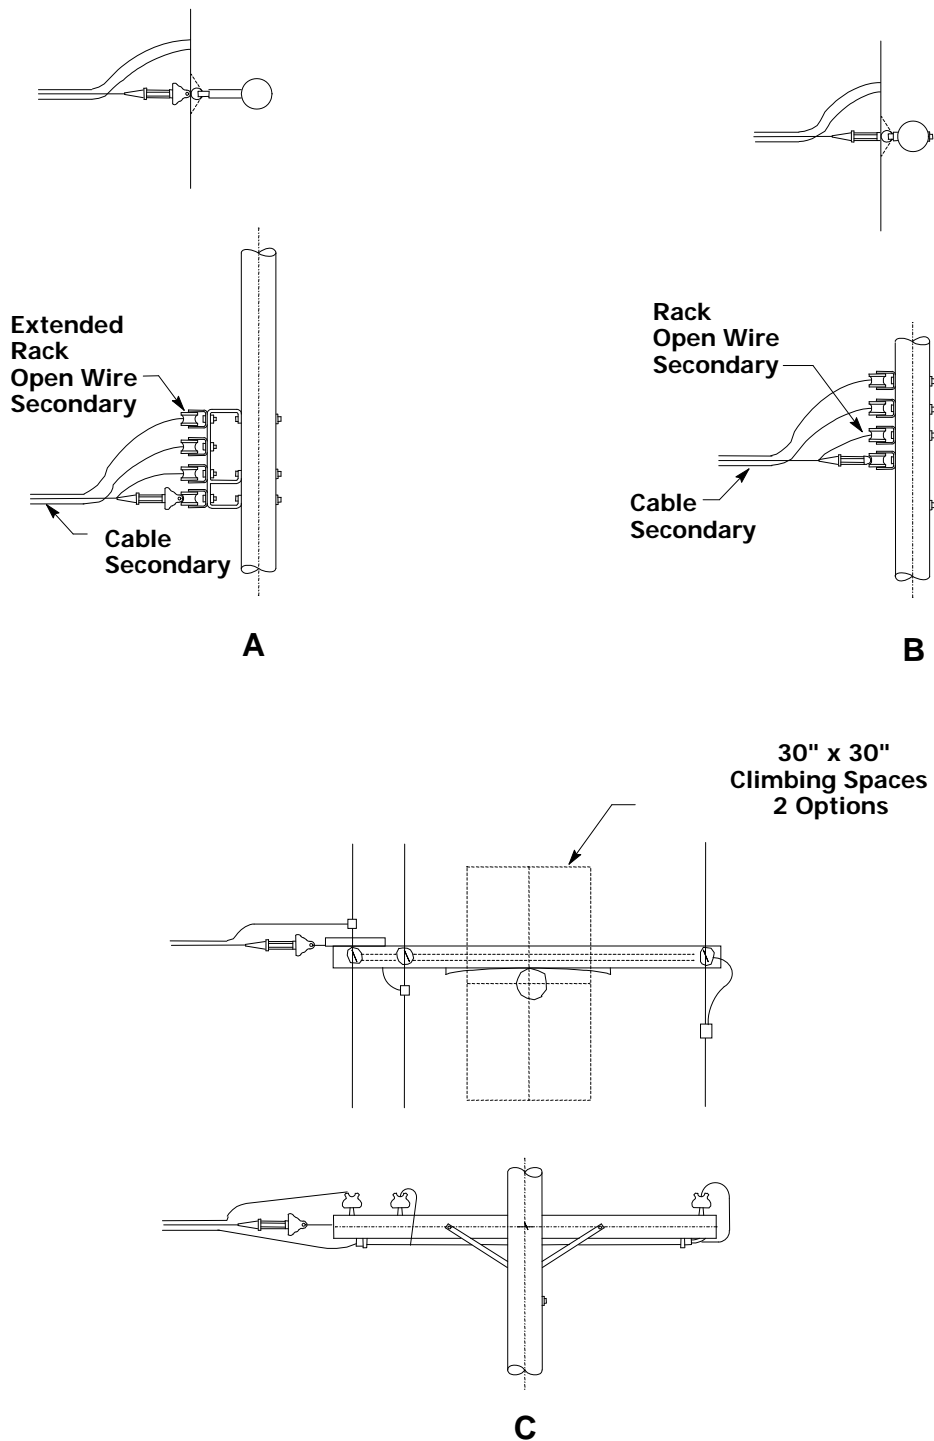 Extended
Rack
Open Wire
Secondary
Cable
Secondary
A
Rack
Open Wire
Secondary
Cable
Secondary
B
30" x 30"
Climbing Spaces
2 Options
C